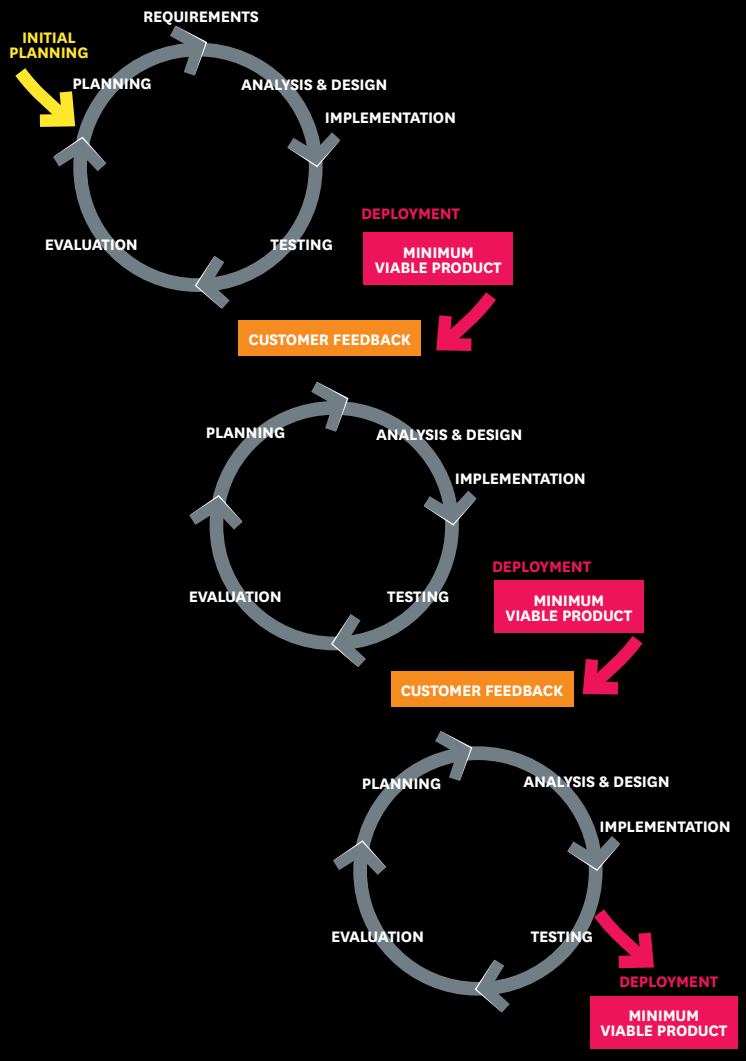 REQUIREMENTS
INITIAL
PLANNING
PLANNING
ANALYSIS & DESIGN
IMPLEMENTATION
DEPLOYMENT
EVALUATION
TESTING
MINIMUM
VIABLE PRODUCT
CUSTOMER FEEDBACK
PLANNING
ANALYSIS & DESIGN
IMPLEMENTATION
DEPLOYMENT
EVALUATION
TESTING
MINIMUM
VIABLE PRODUCT
CUSTOMER FEEDBACK
PLANNING
ANALYSIS & DESIGN
IMPLEMENTATION
EVALUATION
TESTING
DEPLOYMENT
MINIMUM
VIABLE PRODUCT